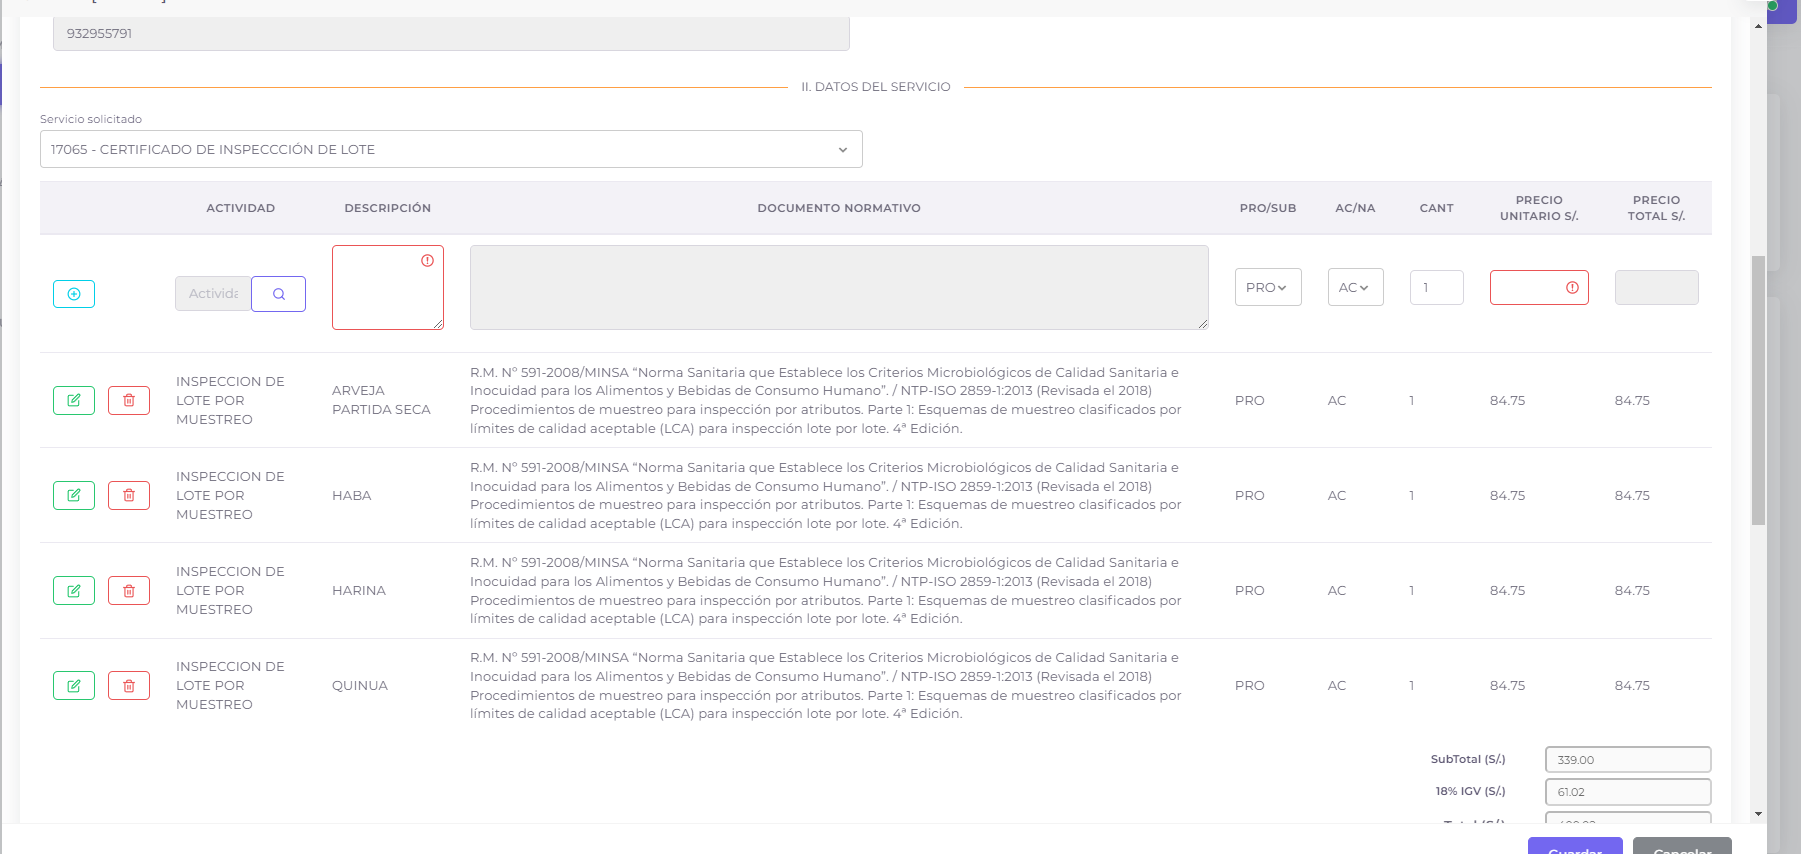 932955791
II. DATOS DEL SERVICIO
Servicio solicitado
17065 - CERTIFICADO DE INSPECCCIÓN DE LOTE
ACTIVIDAD DESCRIPCIÓN DOCUMENTO NORMATIVO PRO/SUB AC/NA CANT PRECIO UNITARIO S/. PRECIO TOTAL S/.
Activida PRO AC 1
INSPECCION DE
LOTE POR
MUESTREO
ARVEJA
PARTIDA SECA
R.M. Nº 591-2008/MINSA “Norma Sanitaria que Establece los Criterios Microbiológicos de Calidad Sanitaria e
Inocuidad para los Alimentos y Bebidas de Consumo Humano”. / NTP-ISO 2859-1:2013 (Revisada el 2018)
Procedimientos de muestreo para inspección por atributos. Parte 1: Esquemas de muestreo clasificados por
límites de calidad aceptable (LCA) para inspección lote por lote. 4ª Edición.
PRO AC 1 84.75 84.75
INSPECCION DE
LOTE POR
MUESTREO
HABA
R.M. Nº 591-2008/MINSA “Norma Sanitaria que Establece los Criterios Microbiológicos de Calidad Sanitaria e
Inocuidad para los Alimentos y Bebidas de Consumo Humano”. / NTP-ISO 2859-1:2013 (Revisada el 2018)
Procedimientos de muestreo para inspección por atributos. Parte 1: Esquemas de muestreo clasificados por
límites de calidad aceptable (LCA) para inspección lote por lote. 4ª Edición.
PRO AC 1 84.75 84.75
INSPECCION DE
LOTE POR
MUESTREO
HARINA
R.M. Nº 591-2008/MINSA “Norma Sanitaria que Establece los Criterios Microbiológicos de Calidad Sanitaria e
Inocuidad para los Alimentos y Bebidas de Consumo Humano”. / NTP-ISO 2859-1:2013 (Revisada el 2018)
Procedimientos de muestreo para inspección por atributos. Parte 1: Esquemas de muestreo clasificados por
límites de calidad aceptable (LCA) para inspección lote por lote. 4ª Edición.
PRO AC 1 84.75 84.75
INSPECCION DE
LOTE POR
MUESTREO
QUINUA
R.M. Nº 591-2008/MINSA “Norma Sanitaria que Establece los Criterios Microbiológicos de Calidad Sanitaria e
Inocuidad para los Alimentos y Bebidas de Consumo Humano”. / NTP-ISO 2859-1:2013 (Revisada el 2018)
Procedimientos de muestreo para inspección por atributos. Parte 1: Esquemas de muestreo clasificados por
límites de calidad aceptable (LCA) para inspección lote por lote. 4ª Edición.
PRO AC 1 84.75 84.75
SubTotal (S/.) 339.00
18% IGV (S/.) 61.02
Total (S/.)
Guardar Cancelar